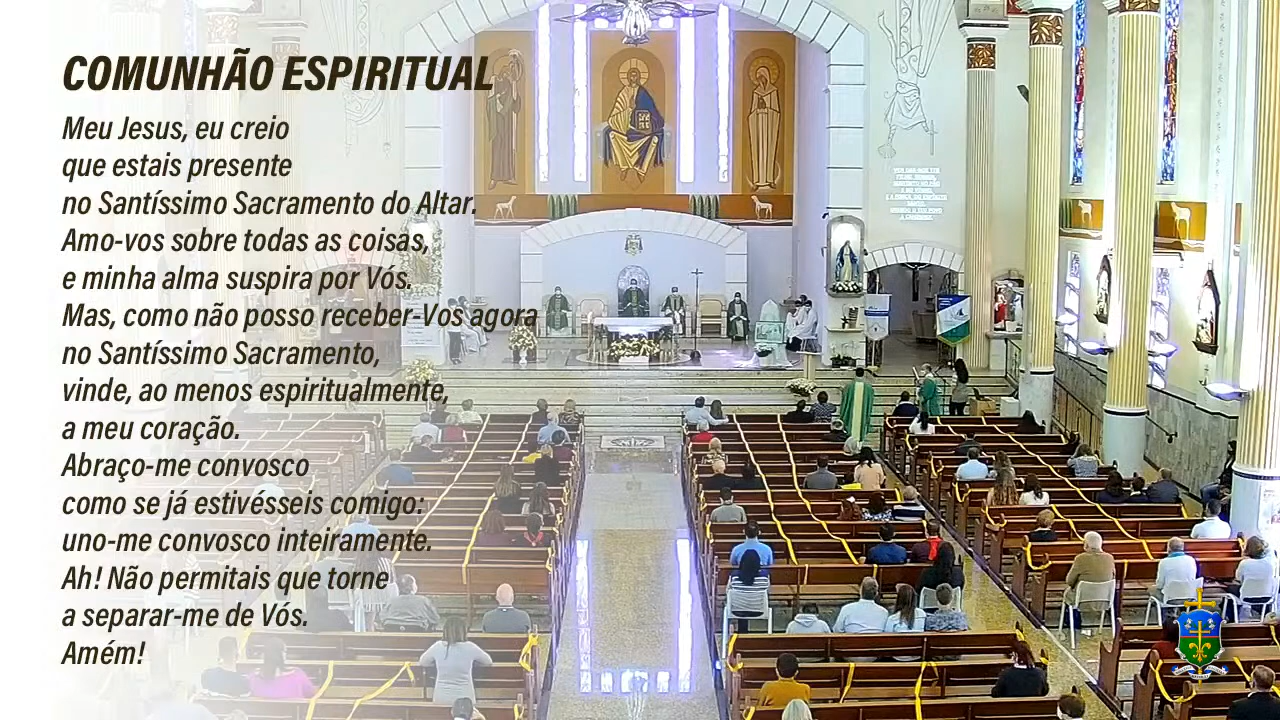 COMUNHÃO ESPIRITUAL
Meu Jesus, eu creio
que estais presente
no Santíssimo Sacramento do Altar.
Amo-vos sobre todas as coisas,
e minha alma suspira por Vós.
Mas, como não posso receber-Vos agora
no Santíssimo Sacramento,
vinde, ao menos espiritualmente,
a meu coração.
Abraço-me convosco
como se já estivésseis comigo:
uno-me convosco inteiramente.
Ah! Não permitais que torne
a separar-me de Vós.
Amém!